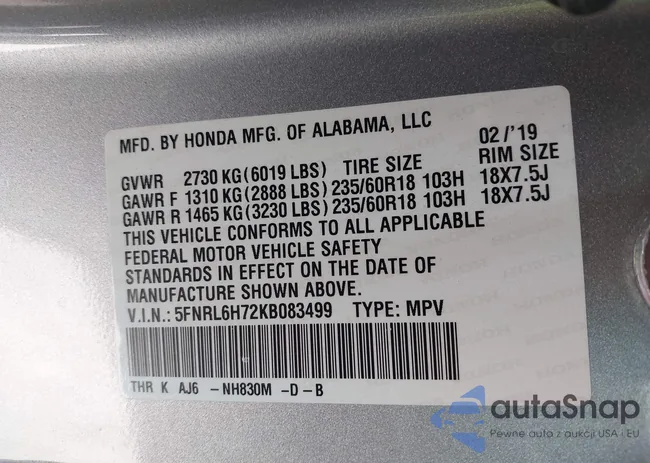 MFD. BY HONDA MFG. OF ALABAMA, LLC 02/'19
GVWR 2730 KG(6019 LBS) TIRE SIZE RIM SIZE
GAWR F 1310 KG(2888 LBS)235/60R18 103H 18X7.5J
GAWR R 1465 KG(3230 LBS)235/60R18 103H 18X7.5J
THIS VEHICLE CONFORMS TO ALL APPLICABLE
FEDERAL MOTOR VEHICLE SAFETY
STANDARDS IN EFFECT ON THE DATE OF
MANUFACTURE SHOWN ABOVE.
V.I.N.: 5FNRL6H72KB083499 TYPE: MPV
THR K AJ6 -NH830M -D-B
autaSnap
Pewne auta z aukcji USA i EU